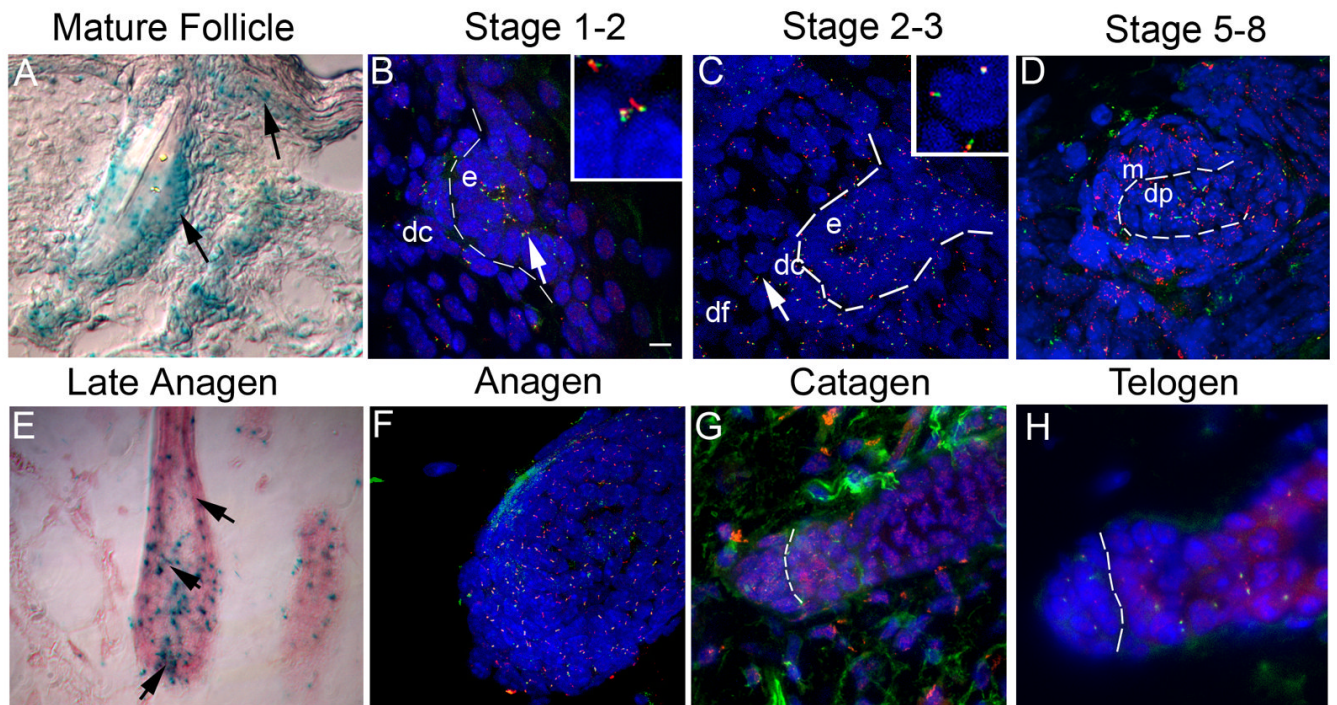 Mature Follicle
Stage 1-2
Stage 2-3
Stage 5-8
A
B
e
dc
C
e
dc
df
D
m
dp
Late Anagen
Anagen
Catagen
Telogen
E
F
G
H